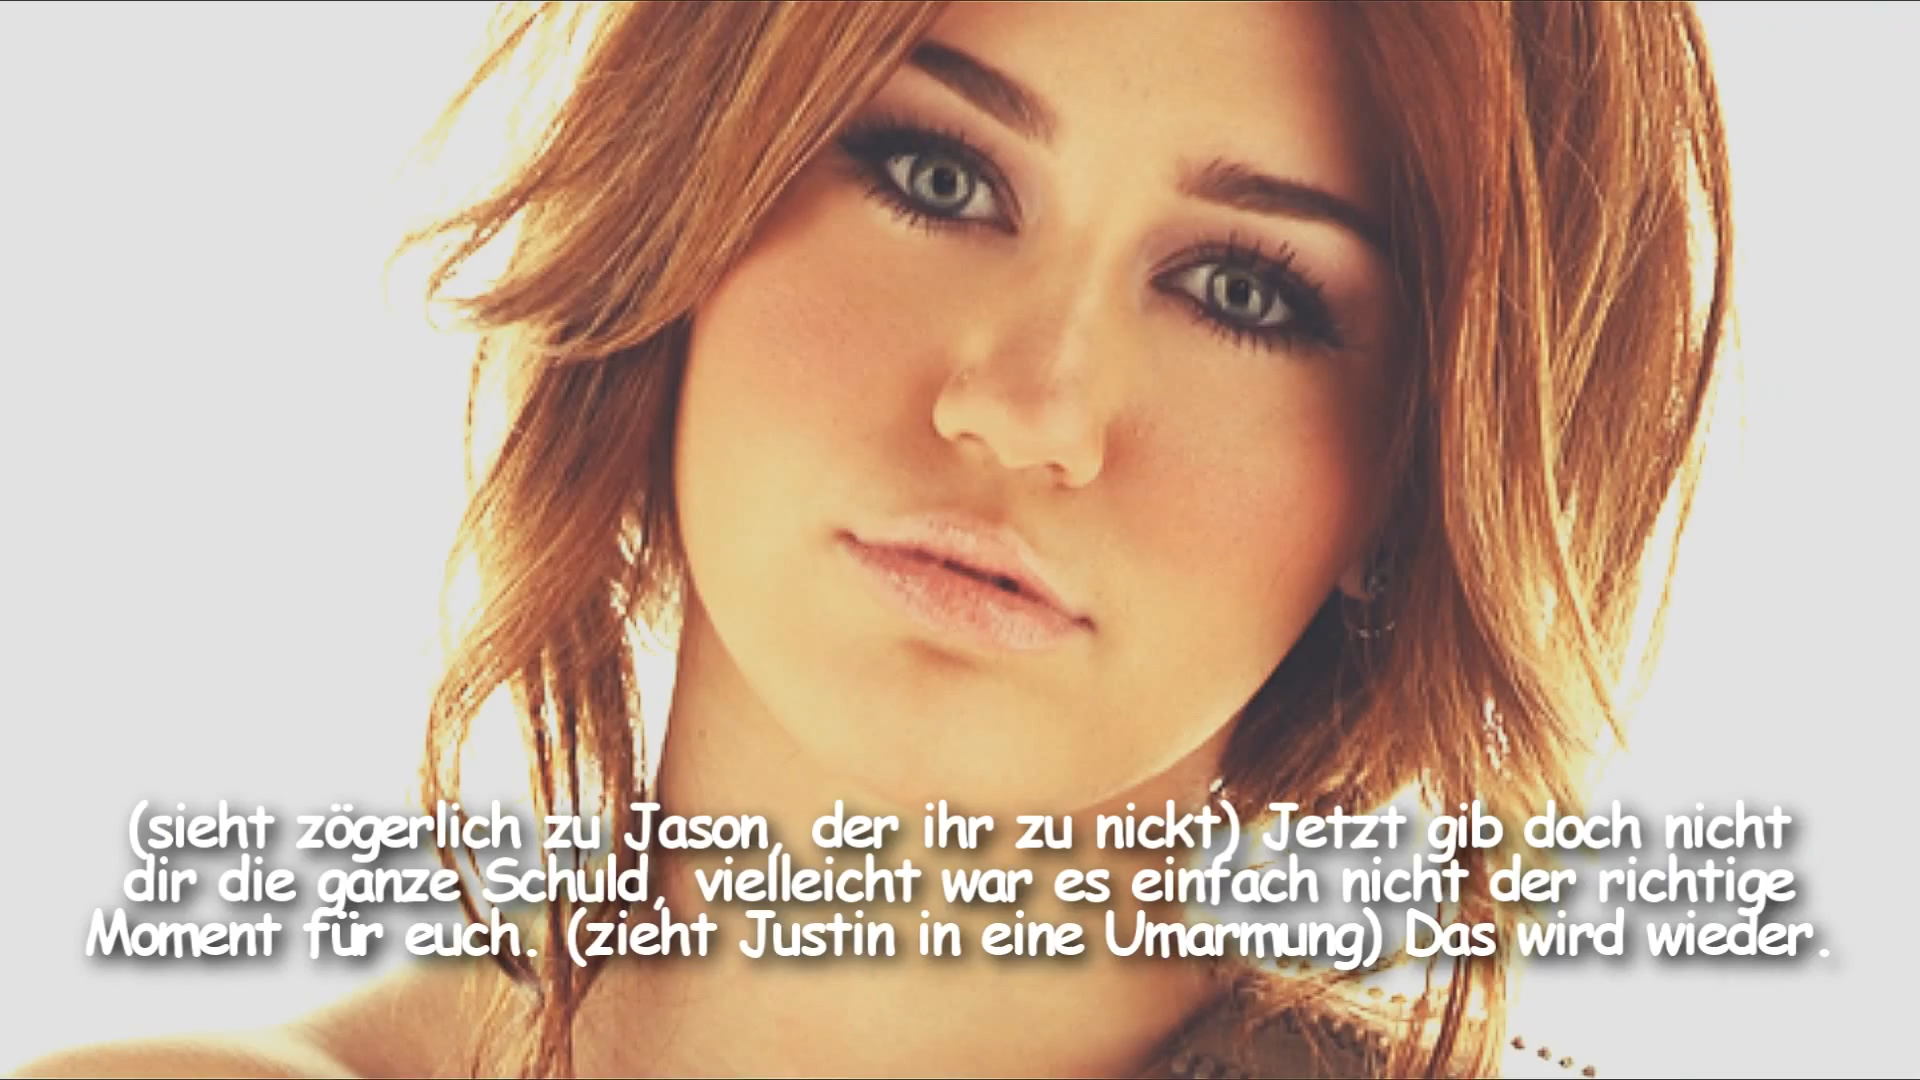 (sieht zögerlich zu Jason, der ihr zu nickt) Jetzt gib doch nicht
dir die ganze Schuld, vielleicht war es einfach nicht der richtige
Moment für euch. (zieht Justin in eine Umarmung) Das wird wieder.